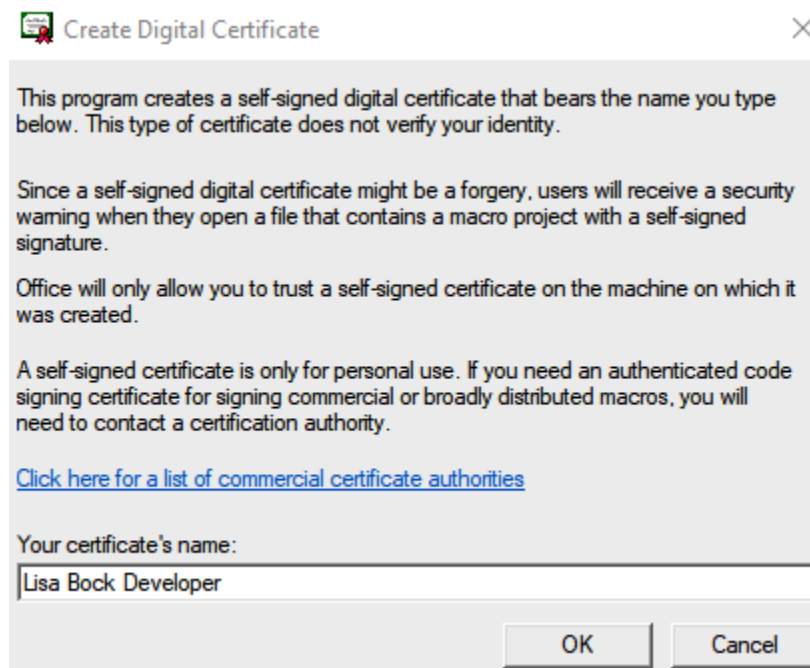 Create Digital Certificate
This program creates a self-signed digital certificate that bears the name you type
below. This type of certificate does not verify your identity.
Since a self-signed digital certificate might be a forgery, users will receive a security
warning when they open a file that contains a macro project with a self-signed
signature.
Office will only allow you to trust a self-signed certificate on the machine on which it
was created.
A self-signed certificate is only for personal use. If you need an authenticated code
signing certificate for signing commercial or broadly distributed macros, you will
need to contact a certification authority.
Click here for a list of commercial certificate authorities
Your certificate's name:
Lisa Bock Developer
OK Cancel